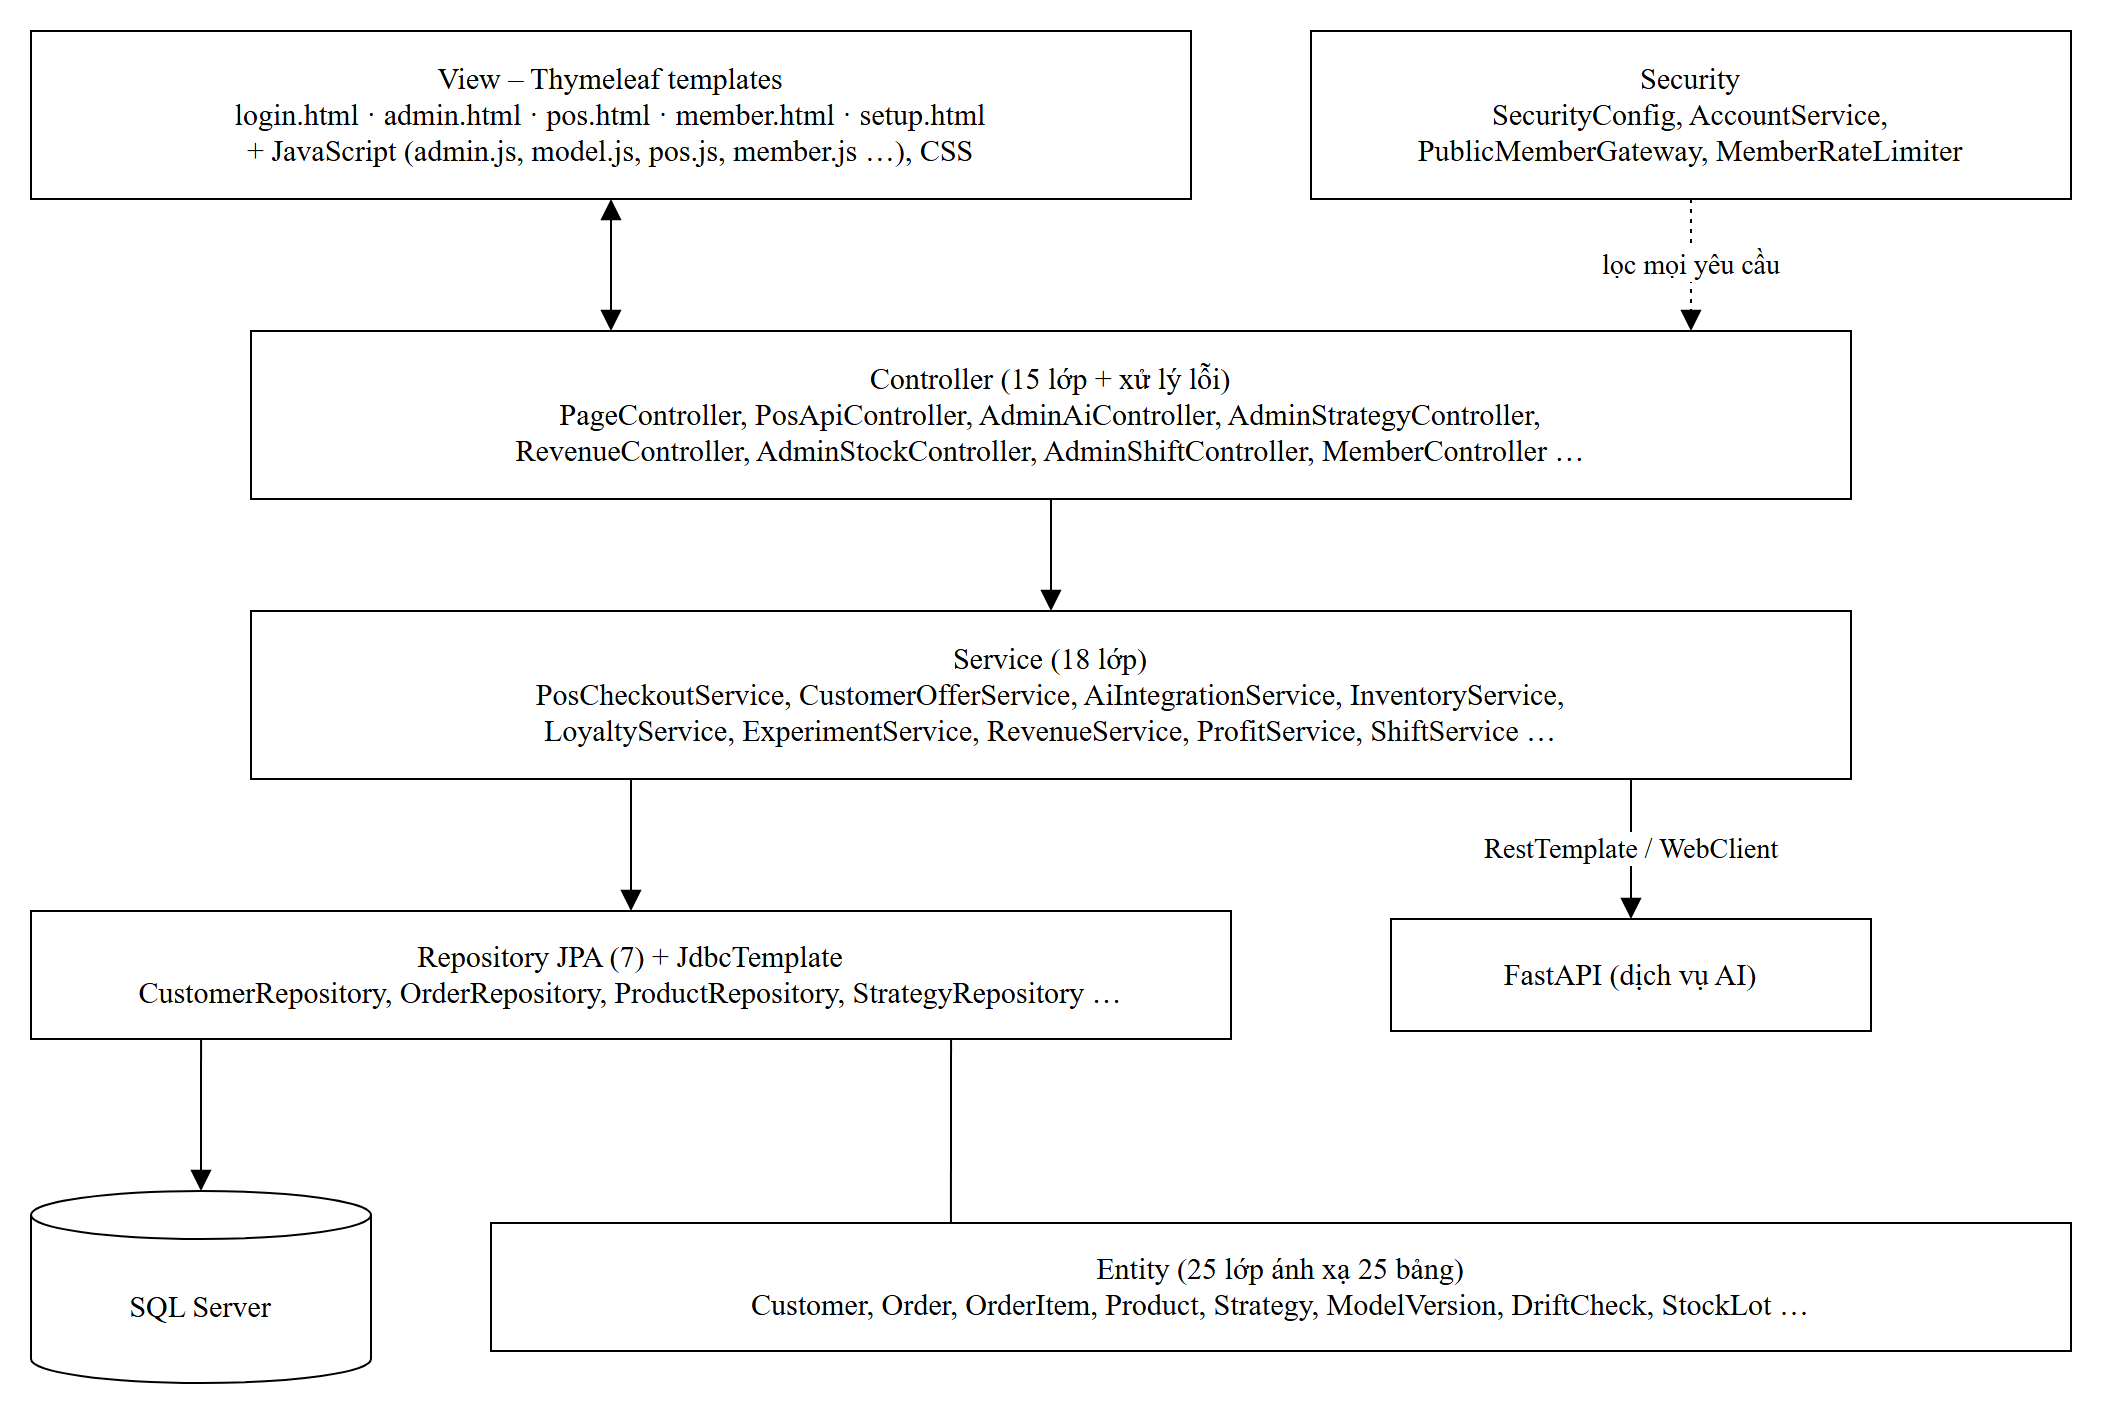 View – Thymeleaf templates
login.html · admin.html · pos.html · member.html · setup.html
+ JavaScript (admin.js, model.js, pos.js, member.js …), CSS
Security
SecurityConfig, AccountService,
PublicMemberGateway, MemberRateLimiter
lọc mọi yêu cầu
Controller (15 lớp + xử lý lỗi)
PageController, PosApiController, AdminAiController, AdminStrategyController,
RevenueController, AdminStockController, AdminShiftController, MemberController …
Service (18 lớp)
PosCheckoutService, CustomerOfferService, AiIntegrationService, InventoryService,
LoyaltyService, ExperimentService, RevenueService, ProfitService, ShiftService …
RestTemplate / WebClient
Repository JPA (7) + JdbcTemplate
CustomerRepository, OrderRepository, ProductRepository, StrategyRepository …
FastAPI (dịch vụ AI)
SQL Server
Entity (25 lớp ánh xạ 25 bảng)
Customer, Order, OrderItem, Product, Strategy, ModelVersion, DriftCheck, StockLot …